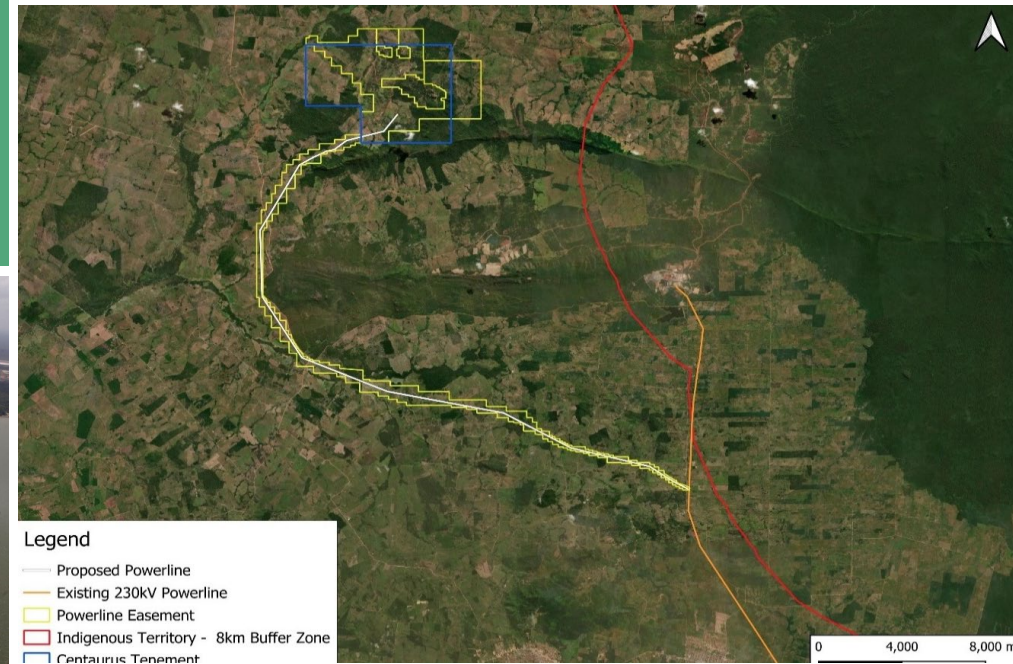 Legend
Proposed Powerline
Existing 230kV Powerline
Powerline Easement
Indigenous Territory - 8km Buffer Zone
Centaurus Tenement
0 4,000 8,000 m